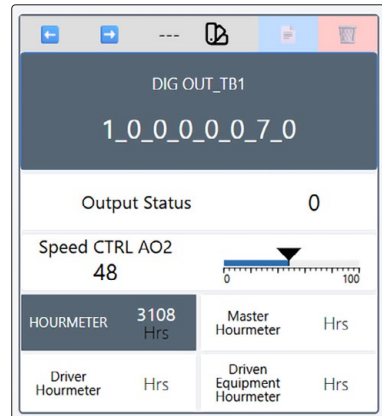 ---
DIG OUT_TB1
1_0_0_0_0_0_7_0
Output Status 0
Speed CTRL AO2
48
0 100
HOURMETER 3108 Hrs
Master Hourmeter Hrs
Driver Hourmeter Hrs
Driven Equipment Hourmeter Hrs